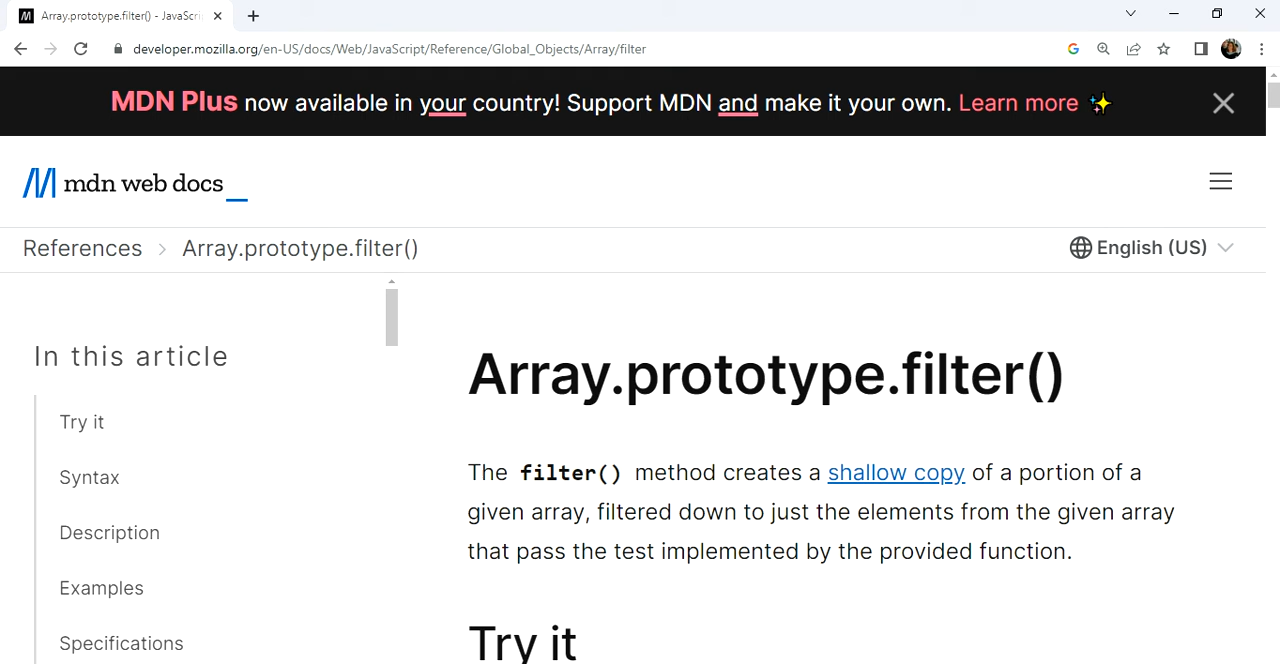 Array.prototype.filter() - JavaScri
developer.mozilla.org/en-US/docs/Web/JavaScript/Reference/Global_Objects/Array/filter
MDN Plus now available in your country! Support MDN and make it your own. Learn more ✨
mdn web docs_
References > Array.prototype.filter()
English (US)
In this article
Try it
Syntax
Description
Examples
Specifications
Array.prototype.filter()
The filter() method creates a shallow copy of a portion of a
given array, filtered down to just the elements from the given array
that pass the test implemented by the provided function.
Try it